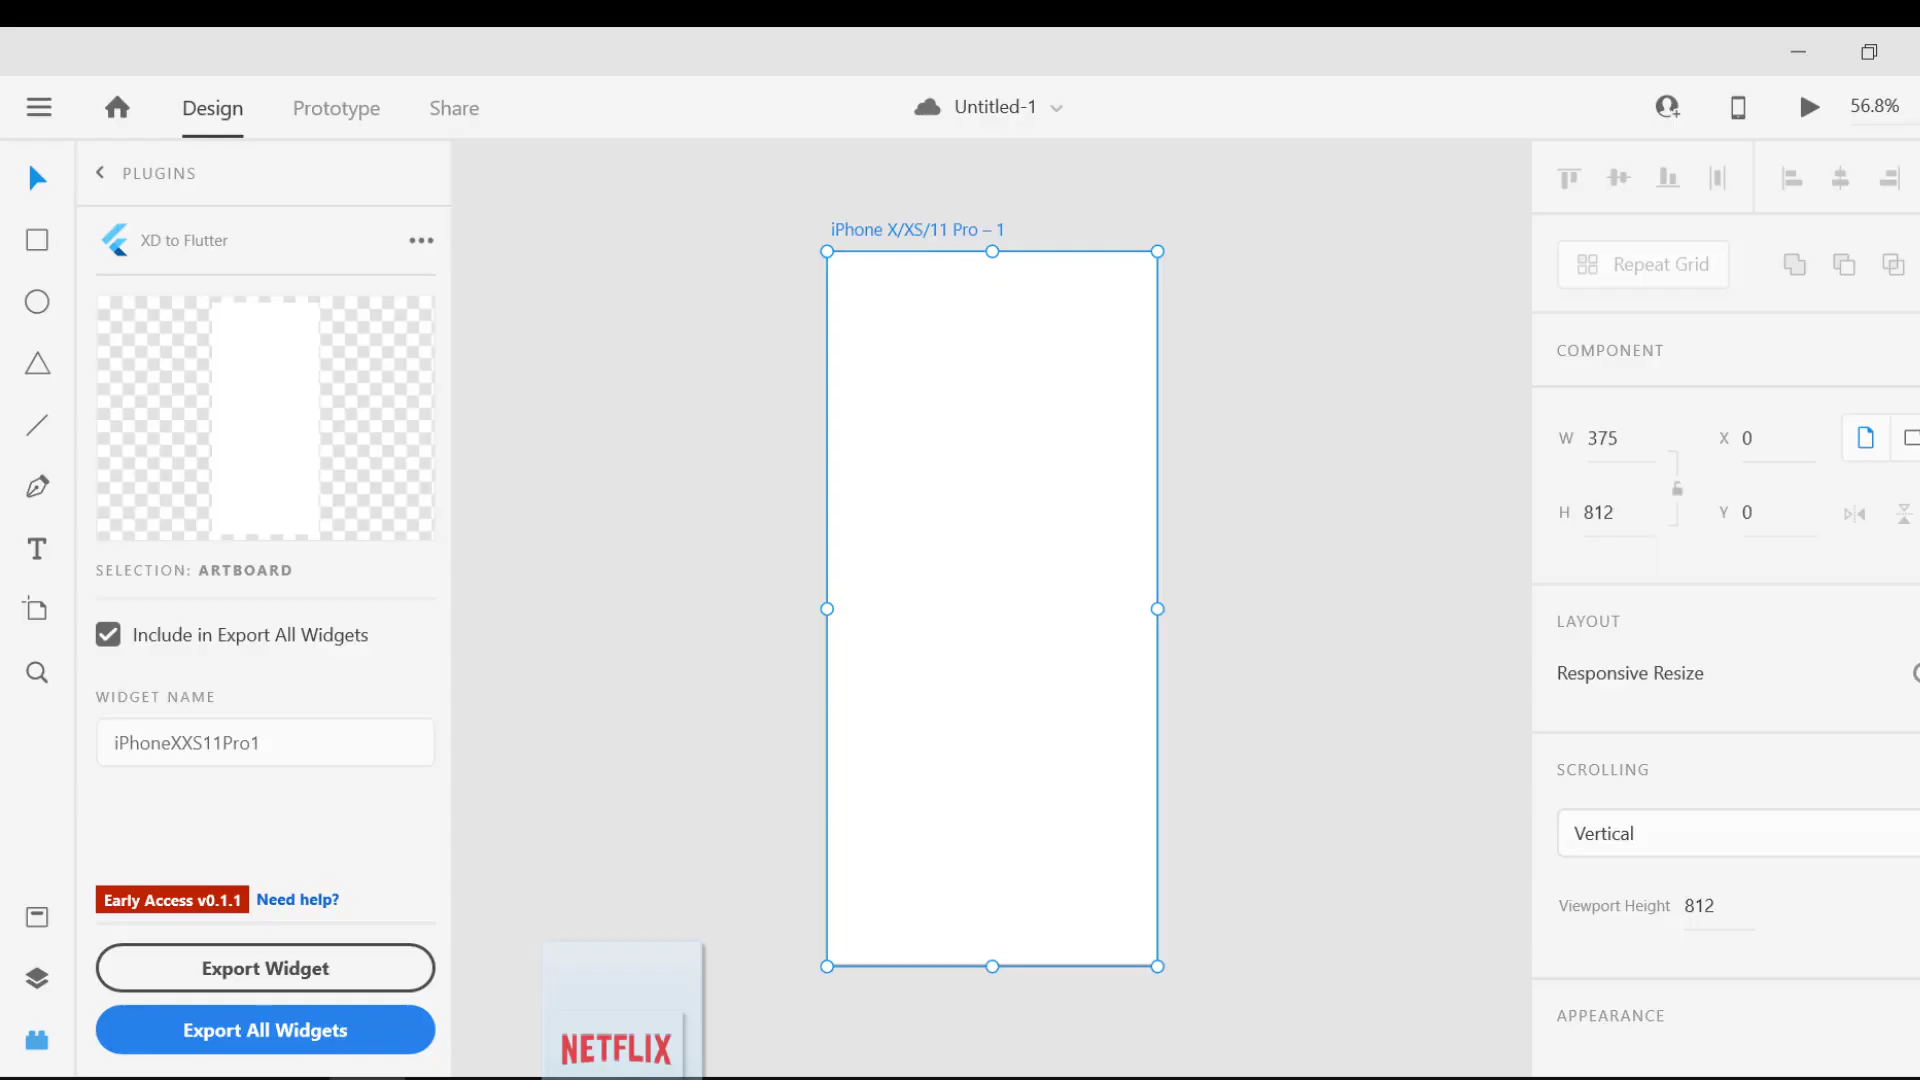 Design
Prototype
Share
Untitled-1
56.8%
PLUGINS
XD to Flutter
SELECTION: ARTBOARD
Include in Export All Widgets
WIDGET NAME
iPhoneXXS11Pro1
Early Access v0.1.1 Need help?
Export Widget
Export All Widgets
iPhone X/XS/11 Pro – 1
NETFLIX
Repeat Grid
COMPONENT
W 375
X 0
H 812
Y 0
LAYOUT
Responsive Resize
SCROLLING
Vertical
Viewport Height 812
APPEARANCE